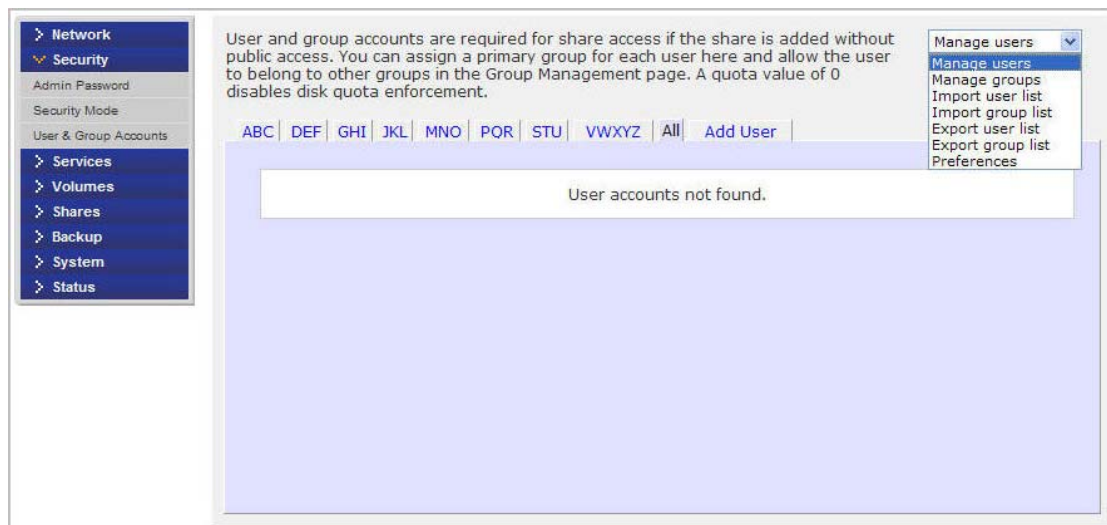 Network
Security
Admin Password
Security Mode
User & Group Accounts
Services
Volumes
Shares
Backup
System
Status
User and group accounts are required for share access if the share is added without
public access. You can assign a primary group for each user here and allow the user
to belong to other groups in the Group Management page. A quota value of 0
disables disk quota enforcement.
Manage users
Manage users
Manage groups
Import user list
Import group list
Export user list
Export group list
Preferences
ABC DEF GHI JKL MNO PQR STU VWXYZ All Add User
User accounts not found.